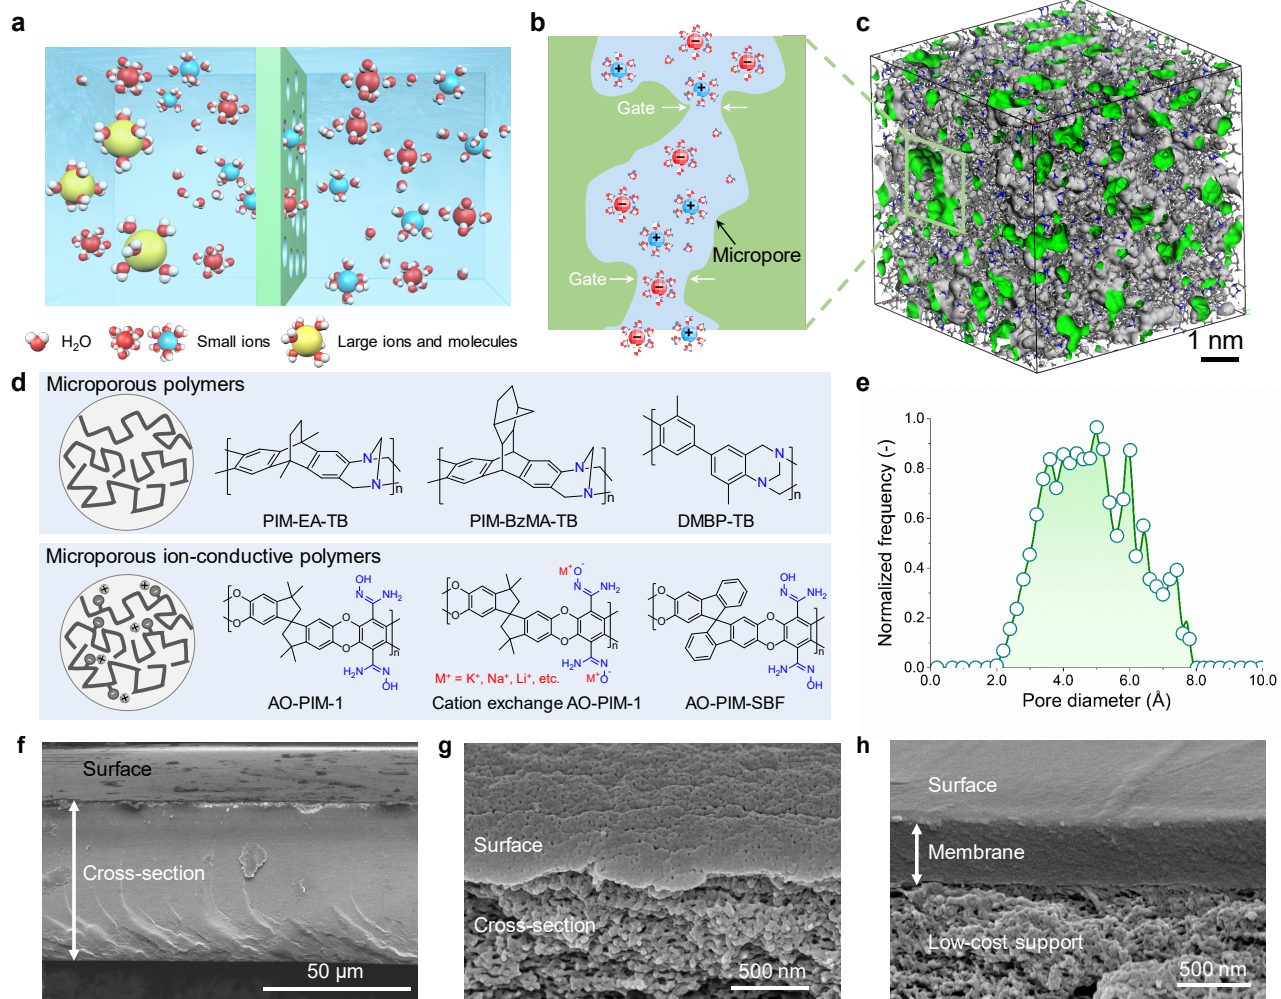 a
H₂O
Small ions
Large ions and molecules
b
Gate
Micropore
Gate
c
1 nm
d
Microporous polymers
N
N
n
PIM-EA-TB
N
N
n
PIM-BzMA-TB
N
N
n
DMBP-TB
Microporous ion-conductive polymers
OH
N
NH₂
O
O
O
O
n
H₂N
N
OH
AO-PIM-1
M⁺
O⁻
N
NH₂
O
O
O
O
n
H₂N
N
M⁺O⁻
M⁺ = K⁺, Na⁺, Li⁺, etc.
Cation exchange AO-PIM-1
OH
N
NH₂
O
O
O
O
n
H₂N
N
OH
AO-PIM-SBF
e
Normalized frequency (-)
1.0
0.8
0.6
0.4
0.2
0.0
0.0 2.0 4.0 6.0 8.0 10.0
Pore diameter (Å)
f
Surface
Cross-section
50 μm
g
Surface
Cross-section
500 nm
h
Surface
Membrane
Low-cost support
500 nm